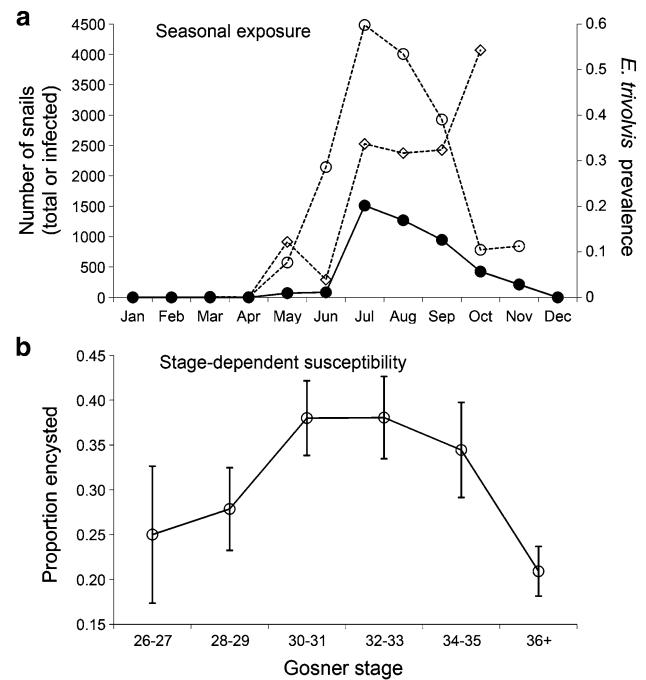 a
Seasonal exposure
Number of snails
(total or infected)
4500
4000
3500
3000
2500
2000
1500
1000
500
0
0.6
0.5
0.4
0.3
0.2
0.1
0
E. trivolvis prevalence
Jan Feb Mar Apr May Jun Jul Aug Sep Oct Nov Dec
b
Stage-dependent susceptibility
Proportion encysted
0.45
0.40
0.35
0.30
0.25
0.20
0.15
26-27 28-29 30-31 32-33 34-35 36+
Gosner stage